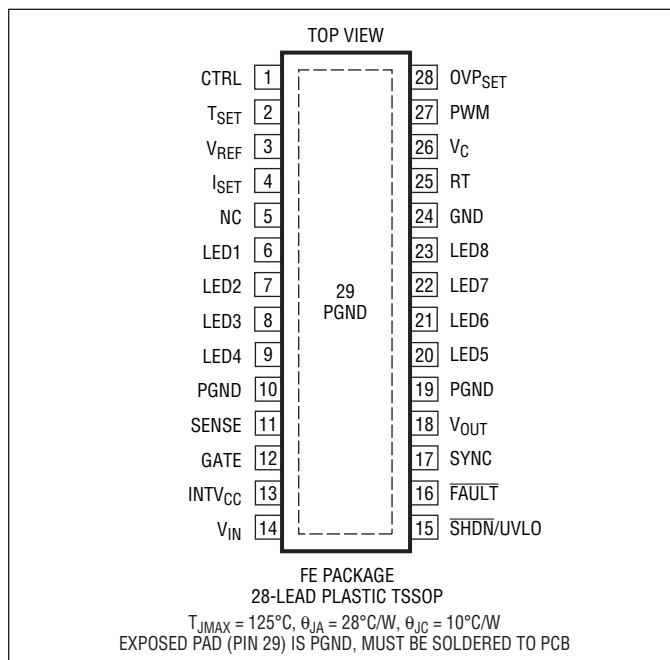 TOP VIEW
CTRL 1
TSET 2
VREF 3
ISET 4
NC 5
LED1 6
LED2 7
LED3 8
LED4 9
PGND 10
SENSE 11
GATE 12
INTVCC 13
VIN 14
29
PGND
28 OVPSET
27 PWM
26 VC
25 RT
24 GND
23 LED8
22 LED7
21 LED6
20 LED5
19 PGND
18 VOUT
17 SYNC
16 FAULT
15 SHDN/UVLO
FE PACKAGE
28-LEAD PLASTIC TSSOP
TJMAX = 125°C, θJA = 28°C/W, θJC = 10°C/W
EXPOSED PAD (PIN 29) IS PGND, MUST BE SOLDERED TO PCB